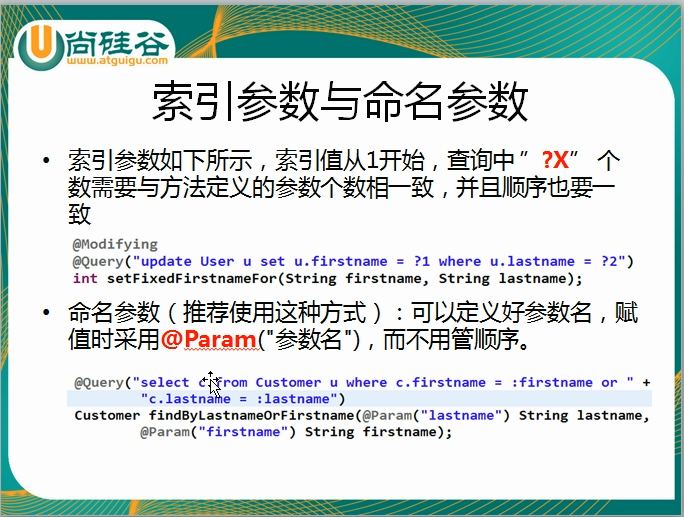 尚硅谷
www.atguigu.com
索引参数与命名参数
• 索引参数如下所示，索引值从1开始，查询中 ”?X” 个
数需要与方法定义的参数个数相一致，并且顺序也要一
致
@Modifying
@Query("update User u set u.firstname = ?1 where u.lastname = ?2")
int setFixedFirstnameFor(String firstname, String lastname);
• 命名参数（推荐使用这种方式）：可以定义好参数名，赋
值时采用@Param("参数名")，而不用管顺序。
@Query("select c from Customer u where c.firstname = :firstname or " +
"c.lastname = :lastname")
Customer findByLastnameOrFirstname(@Param("lastname") String lastname,
@Param("firstname") String firstname);